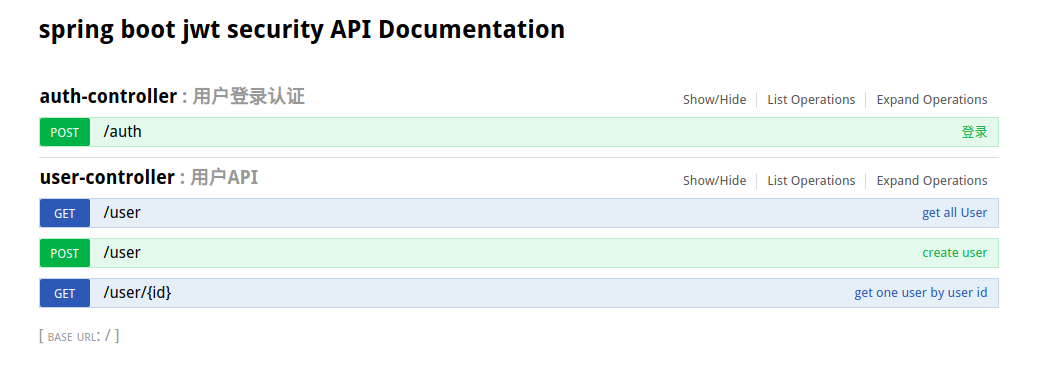 spring boot jwt security API Documentation
auth-controller : 用户登录认证 Show/Hide List Operations Expand Operations
POST /auth 登录
user-controller : 用户API Show/Hide List Operations Expand Operations
GET /user get all User
POST /user create user
GET /user/{id} get one user by user id
[ BASE URL: / ]